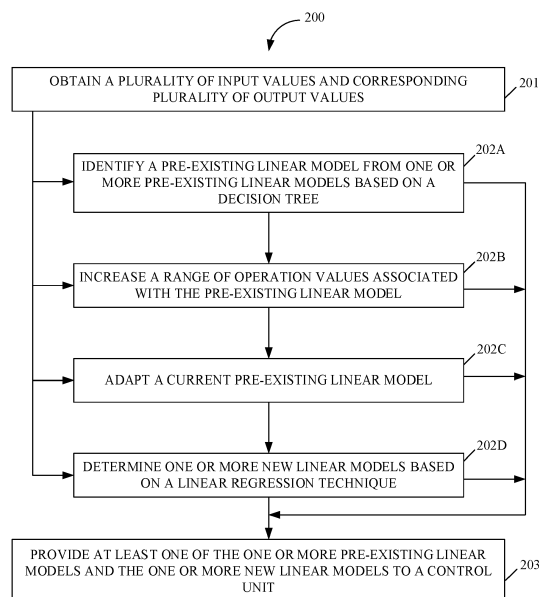 200
OBTAIN A PLURALITY OF INPUT VALUES AND CORRESPONDING
PLURALITY OF OUTPUT VALUES
201
202A
IDENTIFY A PRE-EXISTING LINEAR MODEL FROM ONE OR
MORE PRE-EXISTING LINEAR MODELS BASED ON A
DECISION TREE
202B
INCREASE A RANGE OF OPERATION VALUES ASSOCIATED
WITH THE PRE-EXISTING LINEAR MODEL
202C
ADAPT A CURRENT PRE-EXISTING LINEAR MODEL
202D
DETERMINE ONE OR MORE NEW LINEAR MODELS BASED
ON A LINEAR REGRESSION TECHNIQUE
PROVIDE AT LEAST ONE OF THE ONE OR MORE PRE-EXISTING LINEAR
MODELS AND THE ONE OR MORE NEW LINEAR MODELS TO A CONTROL
UNIT
203